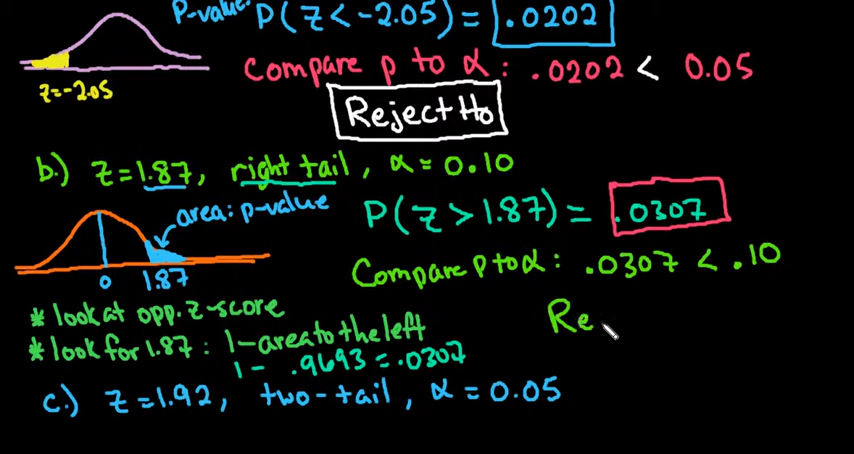 P-value: P(Z < -2.05) = .0202
Z=-2.05
Compare p to α: .0202 < 0.05
Reject Ho
b.) Z=1.87, right tail, α = 0.10
area: p-value
P(Z > 1.87) = .0307
0 1.87
Compare p to α: .0307 < .10
* look at opp. z-score
* look for 1.87: 1-area to the left
1- .9693 = .0307
Re
c.) Z=1.92, two-tail, α = 0.05